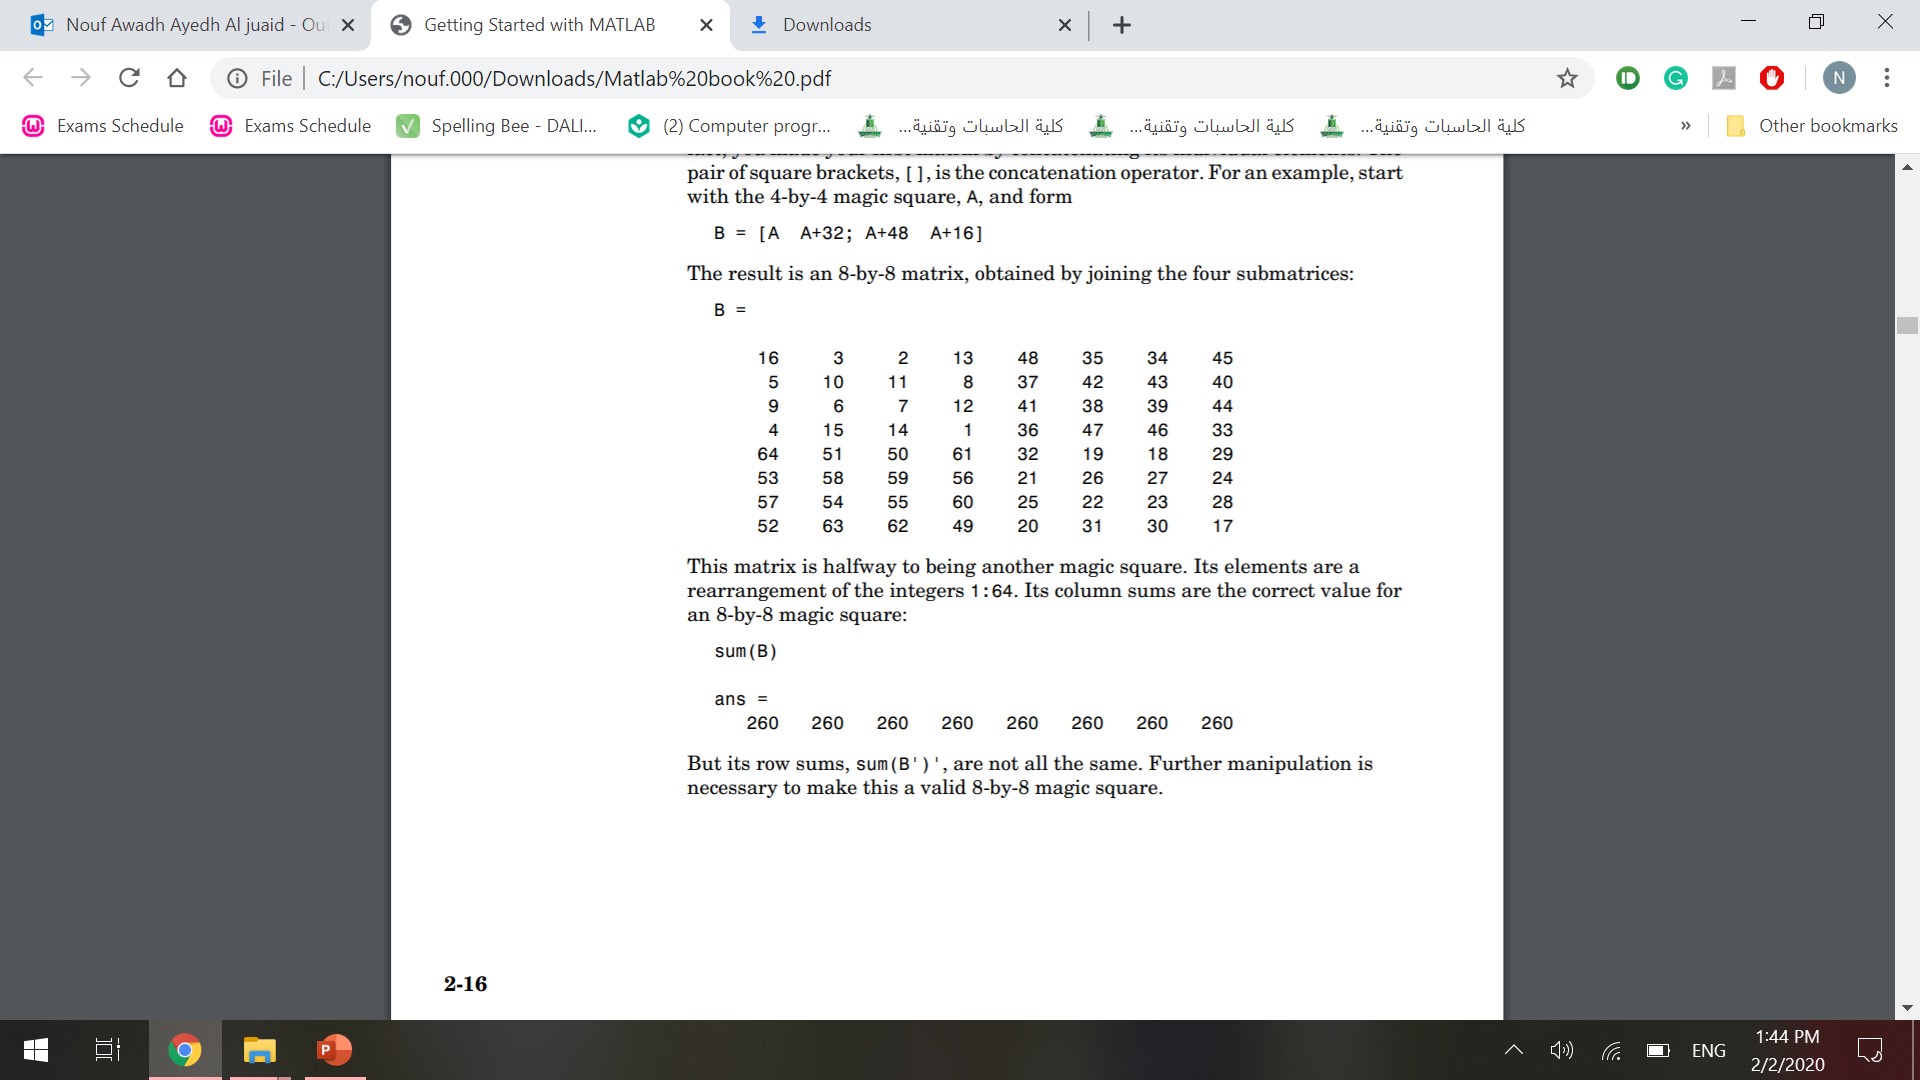 Nouf Awadh Ayedh Al juaid - Ou
Getting Started with MATLAB
Downloads
File
C:/Users/nouf.000/Downloads/Matlab%20book%20.pdf
N
Exams Schedule
Exams Schedule
Spelling Bee - DALI...
(2) Computer progr...
كلية الحاسبات وتقنية...
كلية الحاسبات وتقنية...
كلية الحاسبات وتقنية...
»
Other bookmarks
pair of square brackets, [], is the concatenation operator. For an example, start
with the 4-by-4 magic square, A, and form
B = [A  A+32; A+48  A+16]
The result is an 8-by-8 matrix, obtained by joining the four submatrices:
B =
16 3 2 13 48 35 34 45
5 10 11 8 37 42 43 40
9 6 7 12 41 38 39 44
4 15 14 1 36 47 46 33
64 51 50 61 32 19 18 29
53 58 59 56 21 26 27 24
57 54 55 60 25 22 23 28
52 63 62 49 20 31 30 17
This matrix is halfway to being another magic square. Its elements are a
rearrangement of the integers 1:64. Its column sums are the correct value for
an 8-by-8 magic square:
sum(B)
ans =
260 260 260 260 260 260 260 260
But its row sums, sum(B')', are not all the same. Further manipulation is
necessary to make this a valid 8-by-8 magic square.
2-16
ENG
1:44 PM
2/2/2020